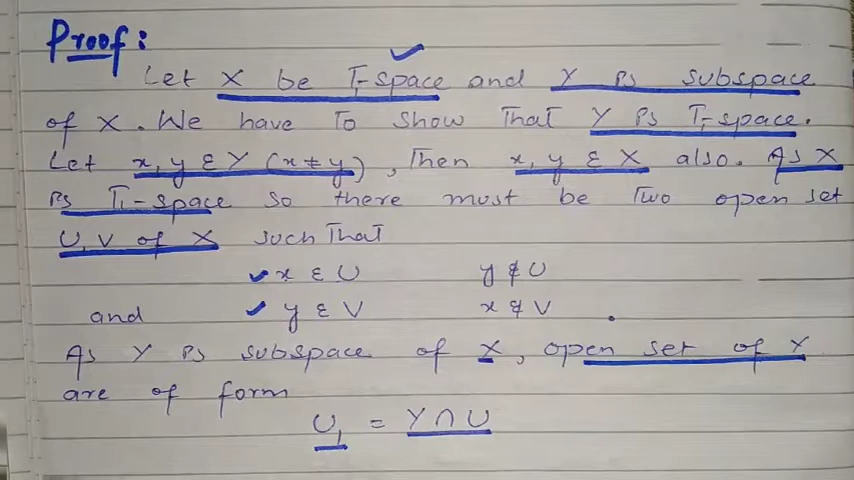 Proof:
Let X be T₁-space and Y is subspace
of X. We have To show That Y is T₁-space.
Let x, y ε Y (x ≠ y), Then x, y ε X also. As X
is T₁-space so there must be Two open set
U, V of X such That
x ε U y ∉ U
and y ε V x ∉ V .
As Y is subspace of X, open set of Y
are of form
U₁ = Y ∩ U